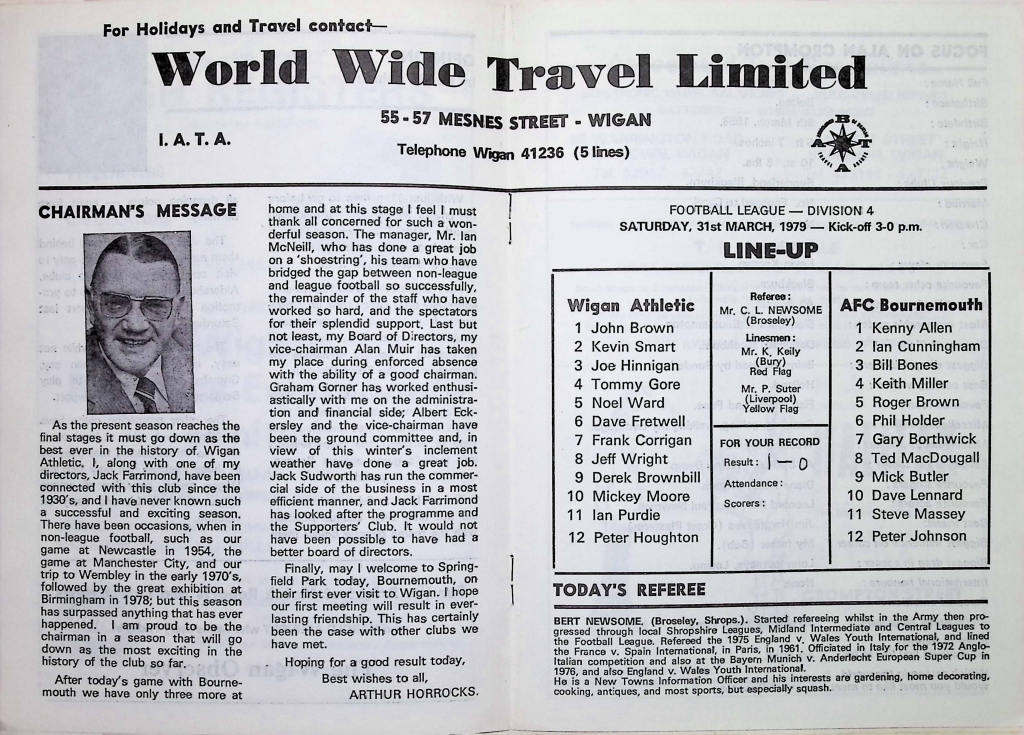 For Holidays and Travel contact—
World Wide Travel Limited
55-57 MESNES STREET - WIGAN
I. A. T. A.
Telephone Wigan 41236 (5 lines)
CHAIRMAN'S MESSAGE
As the present season reaches the
final stages it must go down as the
best ever in the history of Wigan
Athletic. I, along with one of my
directors, Jack Farrimond, have been
connected with this club since the
1930's, and I have never known such
a successful and exciting season.
There have been occasions, when in
non-league football, such as our
game at Newcastle in 1954, the
game at Manchester City, and our
trip to Wembley in the early 1970's,
followed by the great exhibition at
Birmingham in 1978; but this season
has surpassed anything that has ever
happened. I am proud to be the
chairman in a season that will go
down as the most exciting in the
history of the club so far.
After today's game with Bourne-
mouth we have only three more at
home and at this stage I feel I must
thank all concerned for such a won-
derful season. The manager, Mr. Ian
McNeill, who has done a great job
on a 'shoestring', his team who have
bridged the gap between non-league
and league football so successfully,
the remainder of the staff who have
worked so hard, and the spectators
for their splendid support. Last but
not least, my Board of Directors, my
vice-chairman Alan Muir has taken
my place during enforced absence
with the ability of a good chairman.
Graham Gorner has worked enthusi-
astically with me on the administra-
tion and financial side; Albert Eck-
ersley and the vice-chairman have
been the ground committee and, in
view of this winter's inclement
weather have done a great job.
Jack Sudworth has run the commer-
cial side of the business in a most
efficient manner, and Jack Farrimond
has looked after the programme and
the Supporters' Club. It would not
have been possible to have had a
better board of directors.
Finally, may I welcome to Spring-
field Park today, Bournemouth, on
their first ever visit to Wigan. I hope
our first meeting will result in ever-
lasting friendship. This has certainly
been the case with other clubs we
have met.
Hoping for a good result today,
Best wishes to all,
ARTHUR HORROCKS.
FOOTBALL LEAGUE — DIVISION 4
SATURDAY, 31st MARCH, 1979 — Kick-off 3-0 p.m.
LINE-UP
Wigan Athletic
1 John Brown
2 Kevin Smart
3 Joe Hinnigan
4 Tommy Gore
5 Noel Ward
6 Dave Fretwell
7 Frank Corrigan
8 Jeff Wright
9 Derek Brownbill
10 Mickey Moore
11 Ian Purdie
12 Peter Houghton
Referee:
Mr. C. L. NEWSOME
(Broseley)
Linesmen:
Mr. K. Keily
(Bury)
Red Flag
Mr. P. Suter
(Liverpool)
Yellow Flag
FOR YOUR RECORD
Result: 1-0
Attendance:
Scorers:
AFC Bournemouth
1 Kenny Allen
2 Ian Cunningham
3 Bill Bones
4 Keith Miller
5 Roger Brown
6 Phil Holder
7 Gary Borthwick
8 Ted MacDougall
9 Mick Butler
10 Dave Lennard
11 Steve Massey
12 Peter Johnson
TODAY'S REFEREE
BERT NEWSOME, (Broseley, Shrops.). Started refereeing whilst in the Army then pro-
gressed through local Shropshire Leagues, Midland Intermediate and Central Leagues to
the Football League. Refereed the 1975 England v. Wales Youth International, and lined
the France v. Spain International, in Paris, in 1961. Officiated in Italy for the 1972 Anglo-
Italian competition and also at the Bayern Munich v. Anderlecht European Super Cup in
1976, and also England v. Wales Youth International.
He is a New Towns Information Officer and his interests are gardening, home decorating,
cooking, antiques, and most sports, but especially squash.